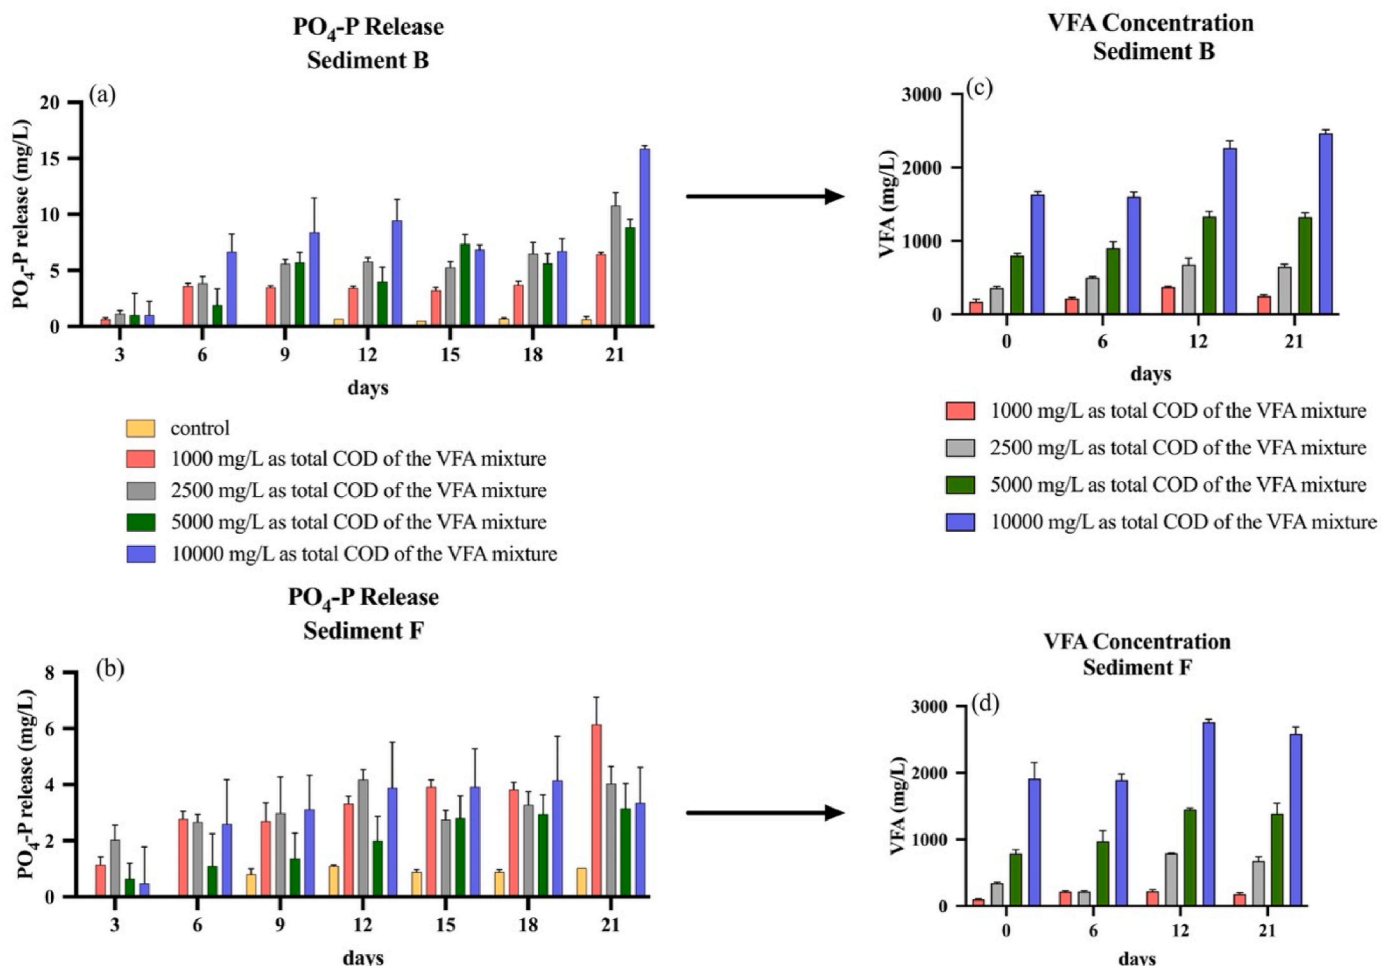 PO4-P Release
Sediment B
(a)
PO4-P release (mg/L)
20
15
10
5
0
3 6 9 12 15 18 21
days
control
1000 mg/L as total COD of the VFA mixture
2500 mg/L as total COD of the VFA mixture
5000 mg/L as total COD of the VFA mixture
10000 mg/L as total COD of the VFA mixture
VFA Concentration
Sediment B
(c)
VFA (mg/L)
3000
2000
1000
0
0 6 12 21
days
1000 mg/L as total COD of the VFA mixture
2500 mg/L as total COD of the VFA mixture
5000 mg/L as total COD of the VFA mixture
10000 mg/L as total COD of the VFA mixture
PO4-P Release
Sediment F
(b)
PO4-P release (mg/L)
8
6
4
2
0
3 6 9 12 15 18 21
days
VFA Concentration
Sediment F
(d)
VFA (mg/L)
3000
2000
1000
0
0 6 12 21
days